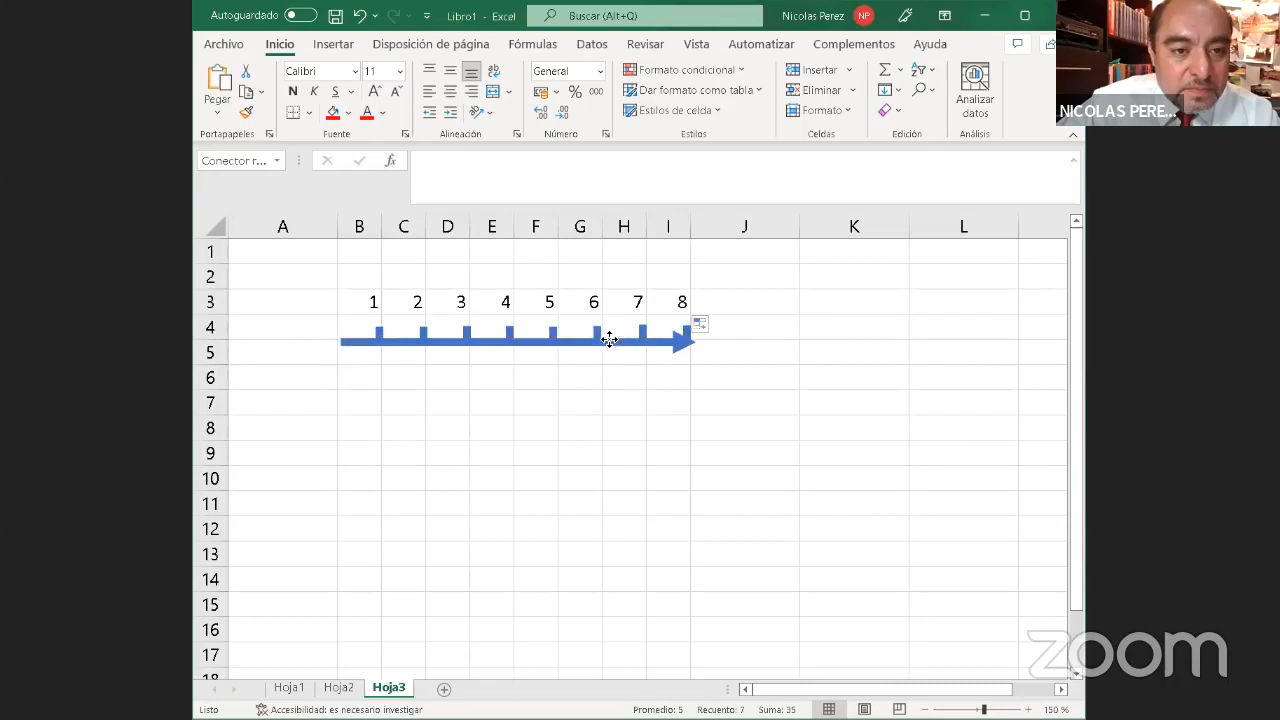 Autoguardado
Libro1 - Excel
Buscar (Alt+Q)
Nicolas Perez NP
Archivo Inicio Insertas Disposición de página Fórmulas Datos Revisar Vista Automatizar Complementos Ayuda
Pegar
Calibri 11
N K S
General
% 000
Formato condicional
Dar formato como tabla
Estilos de celda
Insertar
Eliminar
Formato
Analizar
datos
Portapapeles Fuente Alineación Número Estilos Celdas Edición Análisis
NICOLAS PERE...
Conector r... fx
A B C D E F G H I J K L
1
2
3 1 2 3 4 5 6 7 8
4
5
6
7
8
9
10
11
12
13
14
15
16
17
18
zoom
Hoja1 Hoja2 Hoja3
Listo Accesibilidad: es necesario investigar Promedio: 5 Recuento: 7 Suma: 35 150 %